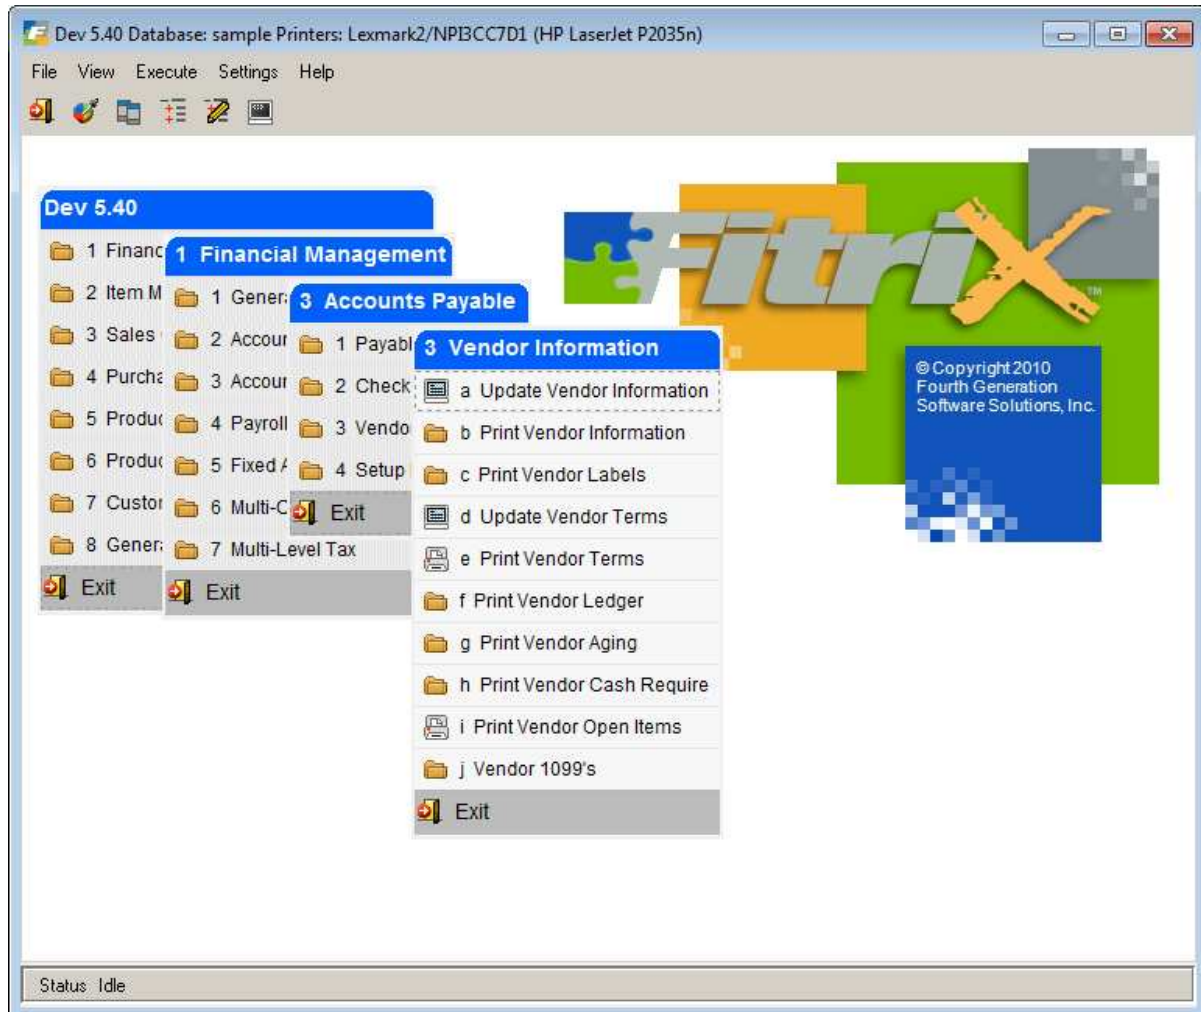 Dev 5.40 Database: sample Printers: Lexmark2/NPI3CC7D1 (HP LaserJet P2035n)
File View Execute Settings Help
Dev 5.40
1 Financ
2 Item M
3 Sales
4 Purcha
5 Produc
6 Produc
7 Custor
8 Genera
Exit
1 Financial Management
1 Genera
2 Accour
3 Accour
4 Payroll
5 Fixed A
6 Multi-C
7 Multi-Level Tax
Exit
3 Accounts Payable
1 Payabl
2 Check
3 Vendo
4 Setup
Exit
3 Vendor Information
a Update Vendor Information
b Print Vendor Information
c Print Vendor Labels
d Update Vendor Terms
e Print Vendor Terms
f Print Vendor Ledger
g Print Vendor Aging
h Print Vendor Cash Require
i Print Vendor Open Items
j Vendor 1099's
Exit
FitriX
TM
© Copyright 2010
Fourth Generation
Software Solutions, Inc.
Status Idle